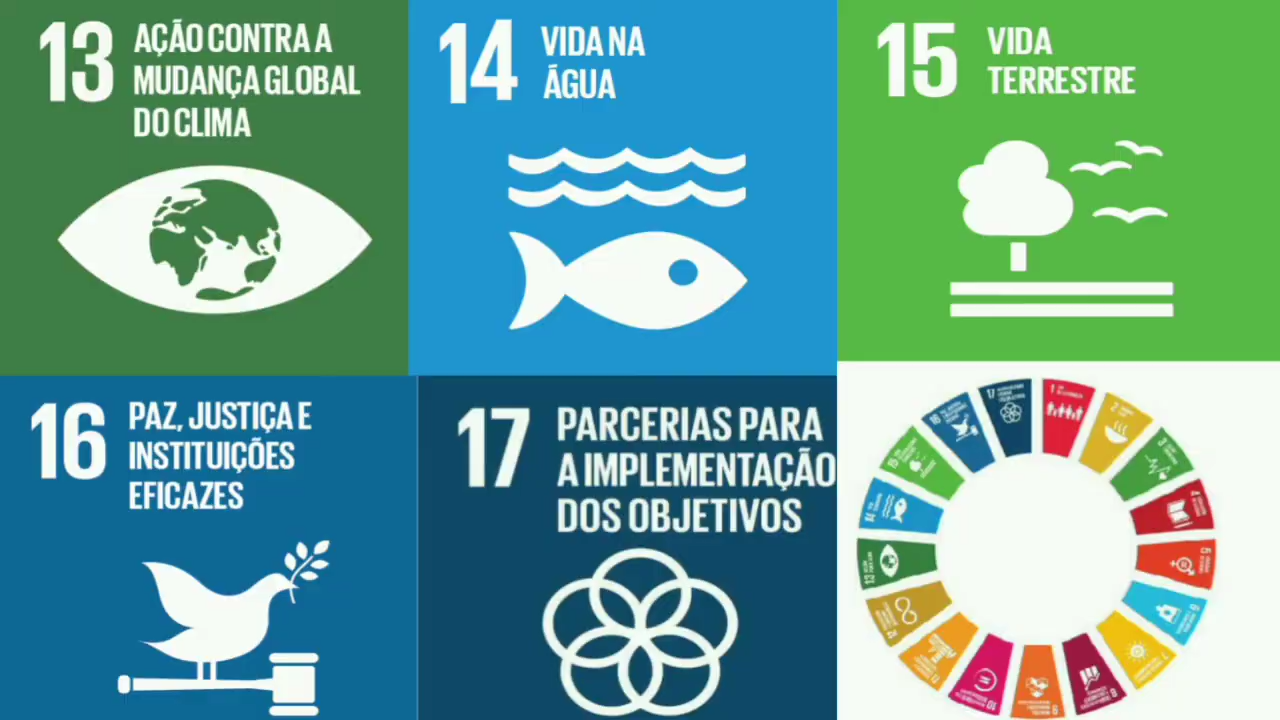 13
AÇÃO CONTRA A
MUDANÇA GLOBAL
DO CLIMA
14
VIDA NA
ÁGUA
15
VIDA
TERRESTRE
16
PAZ, JUSTIÇA E
INSTITUIÇÕES
EFICAZES
17
PARCERIAS PARA
A IMPLEMENTAÇÃO
DOS OBJETIVOS